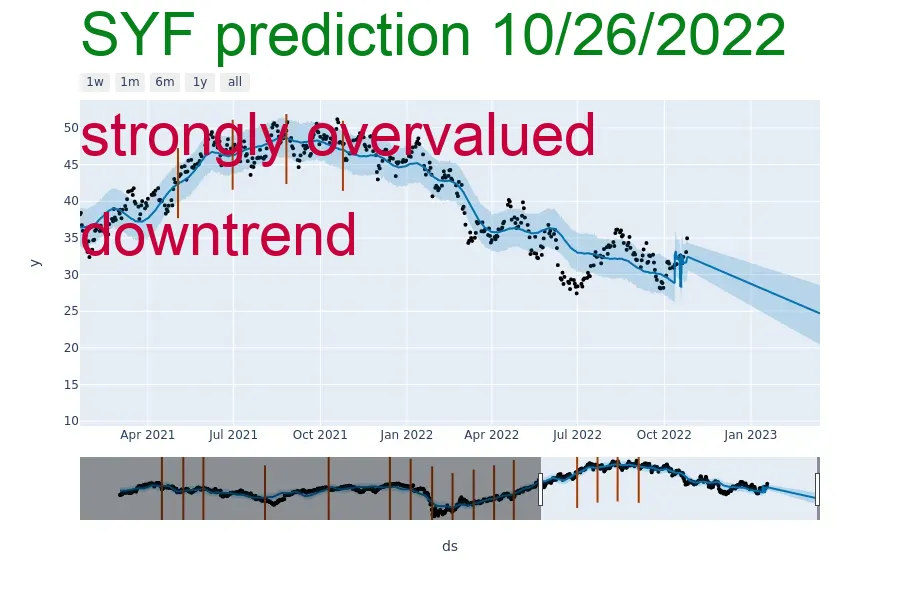 SYF prediction 10/26/2022
1w 1m 6m 1y all
strongly overvalued
downtrend
50
45
40
35
30
25
20
15
10
y
Apr 2021 Jul 2021 Oct 2021 Jan 2022 Apr 2022 Jul 2022 Oct 2022 Jan 2023
ds